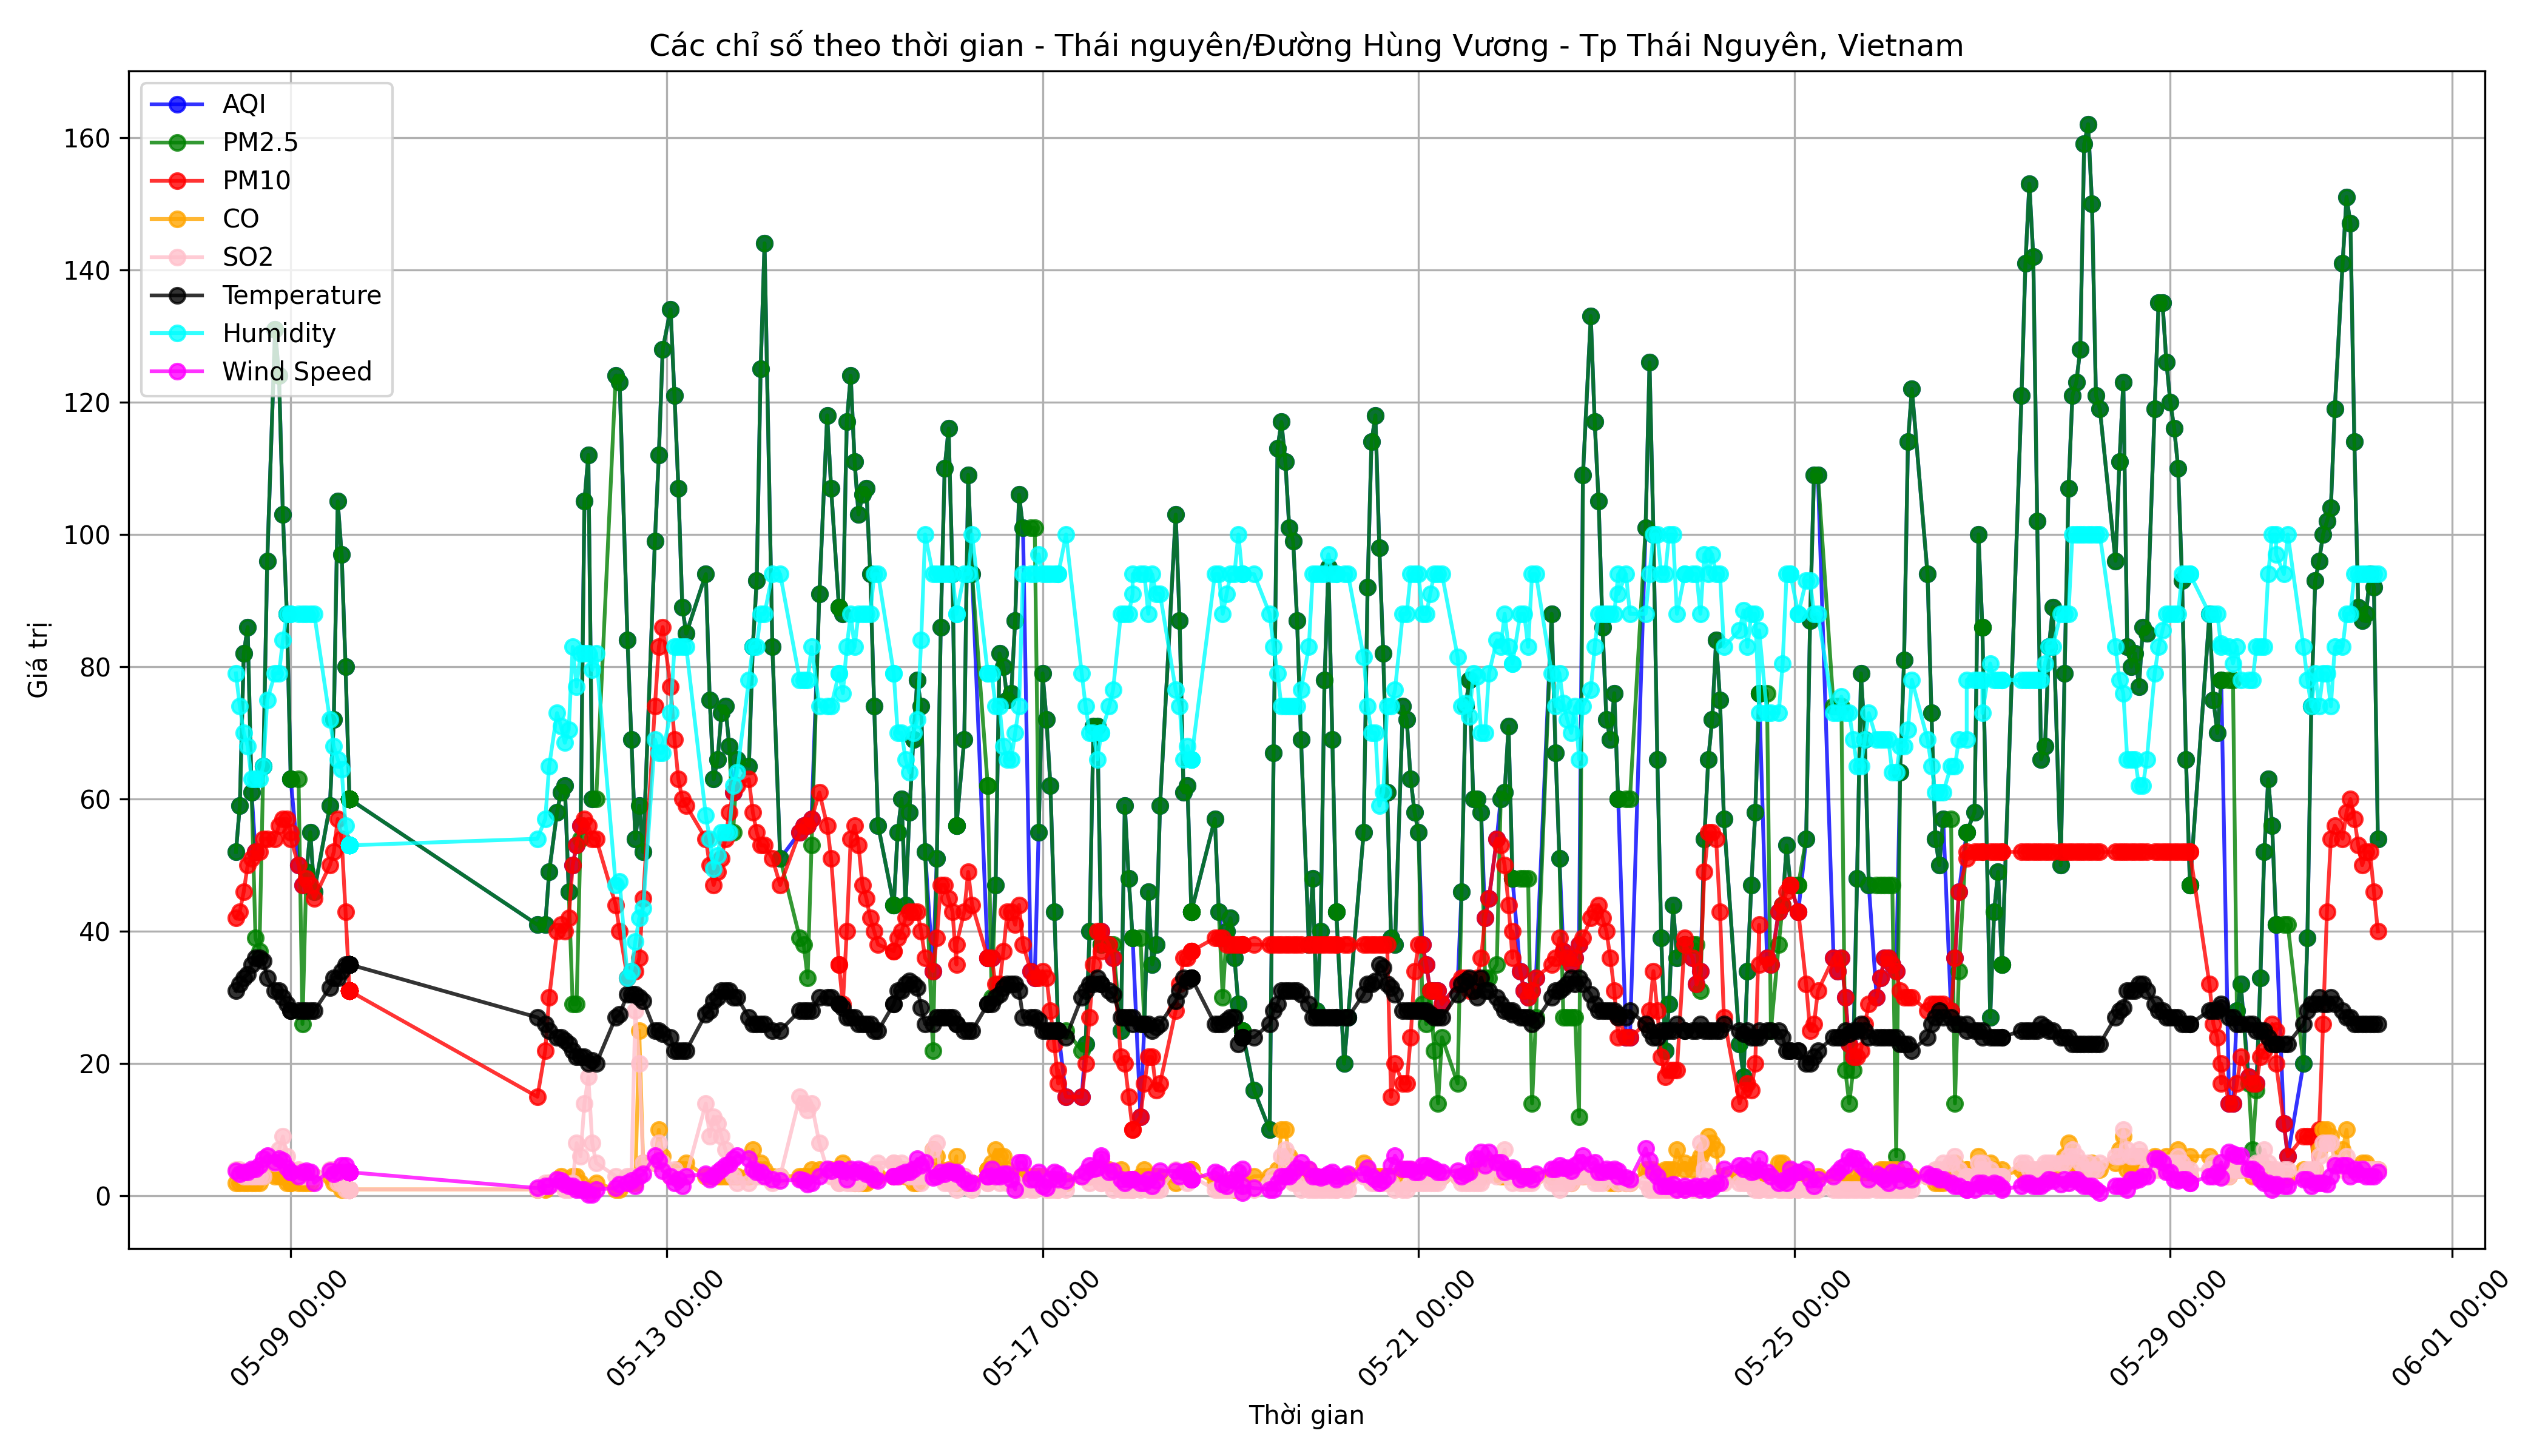 Các chỉ số theo thời gian - Thái nguyên/Đường Hùng Vương - Tp Thái Nguyên, Vietnam
AQI
PM2.5
PM10
CO
SO2
Temperature
Humidity
Wind Speed
Giá trị
160
140
120
100
80
60
40
20
0
05-09 00:00
05-13 00:00
05-17 00:00
05-21 00:00
05-25 00:00
05-29 00:00
06-01 00:00
Thời gian